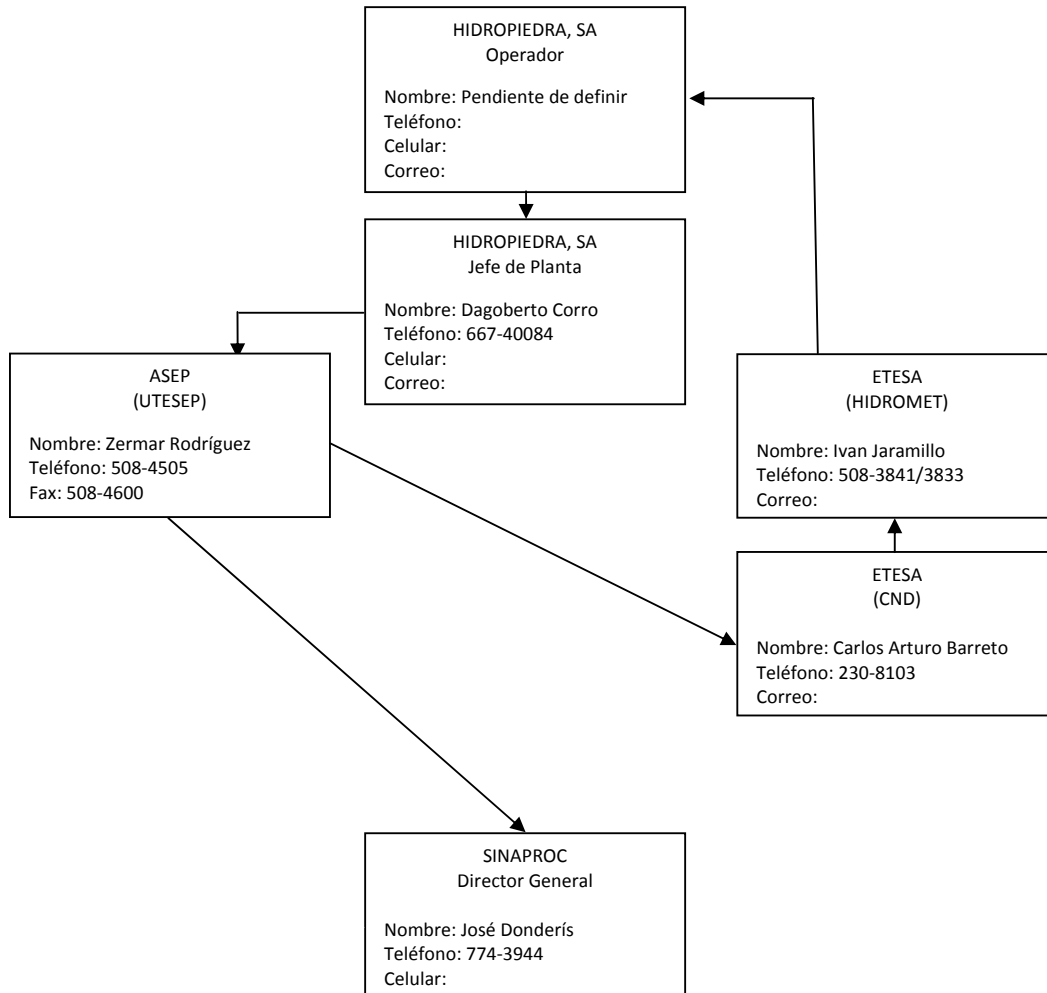 HIDROPIEDRA, SA
Operador
Nombre: Pendiente de definir
Teléfono:
Celular:
Correo:
HIDROPIEDRA, SA
Jefe de Planta
Nombre: Dagoberto Corro
Teléfono: 667-40084
Celular:
Correo:
ASEP
(UTESEP)
Nombre: Zermar Rodríguez
Teléfono: 508-4505
Fax: 508-4600
ETESA
(HIDROMET)
Nombre: Ivan Jaramillo
Teléfono: 508-3841/3833
Correo:
ETESA
(CND)
Nombre: Carlos Arturo Barreto
Teléfono: 230-8103
Correo:
SINAPROC
Director General
Nombre: José Donderís
Teléfono: 774-3944
Celular: